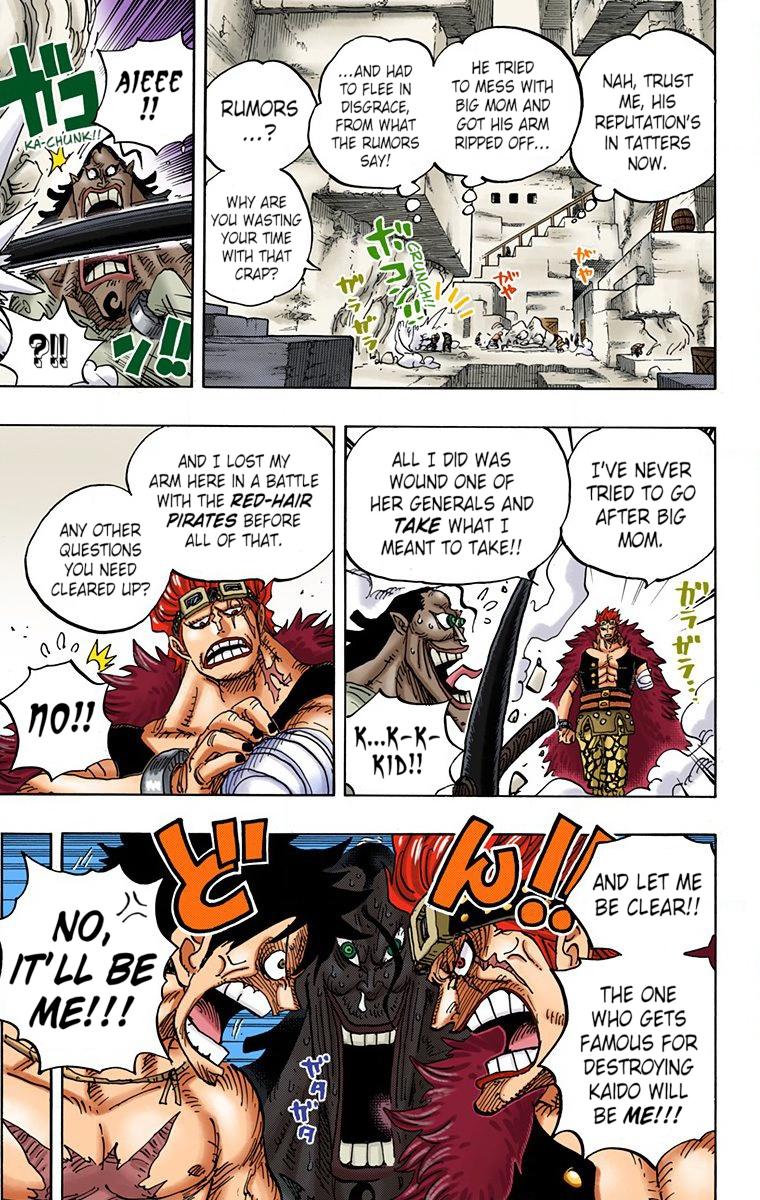 NAH, TRUST
ME, HIS
REPUTATION'S
IN TATTERS
NOW.
HE TRIED
TO MESS WITH
BIG MOM AND
GOT HIS ARM
RIPPED OFF...
...AND HAD
TO FLEE IN
DISGRACE,
FROM WHAT
THE RUMORS
SAY!
RUMORS
...?
WHY ARE
YOU WASTING
YOUR TIME
WITH THAT
CRAP?
ボコォン!!
CRUNCH!
ガラガラ
ギャ
ギャ
AIEEE
!!
ガコ
KA-CHUNK!!
ン!!
?!!
I'VE NEVER
TRIED TO GO
AFTER BIG
MOM.
ALL I DID WAS
WOUND ONE OF
HER GENERALS AND
TAKE WHAT I
MEANT TO TAKE!!
ガラガラ
K...K-K-
KID!!
AND I LOST MY
ARM HERE IN A BATTLE
WITH THE RED-HAIR
PIRATES BEFORE
ALL OF THAT.
ANY OTHER
QUESTIONS
YOU NEED
CLEARED UP?
NO!!
AND LET ME
BE CLEAR!!
THE ONE
WHO GETS
FAMOUS FOR
DESTROYING
KAIDO WILL
BE ME!!!
どん!!
ガタガタ
NO,
IT'LL BE
ME!!!